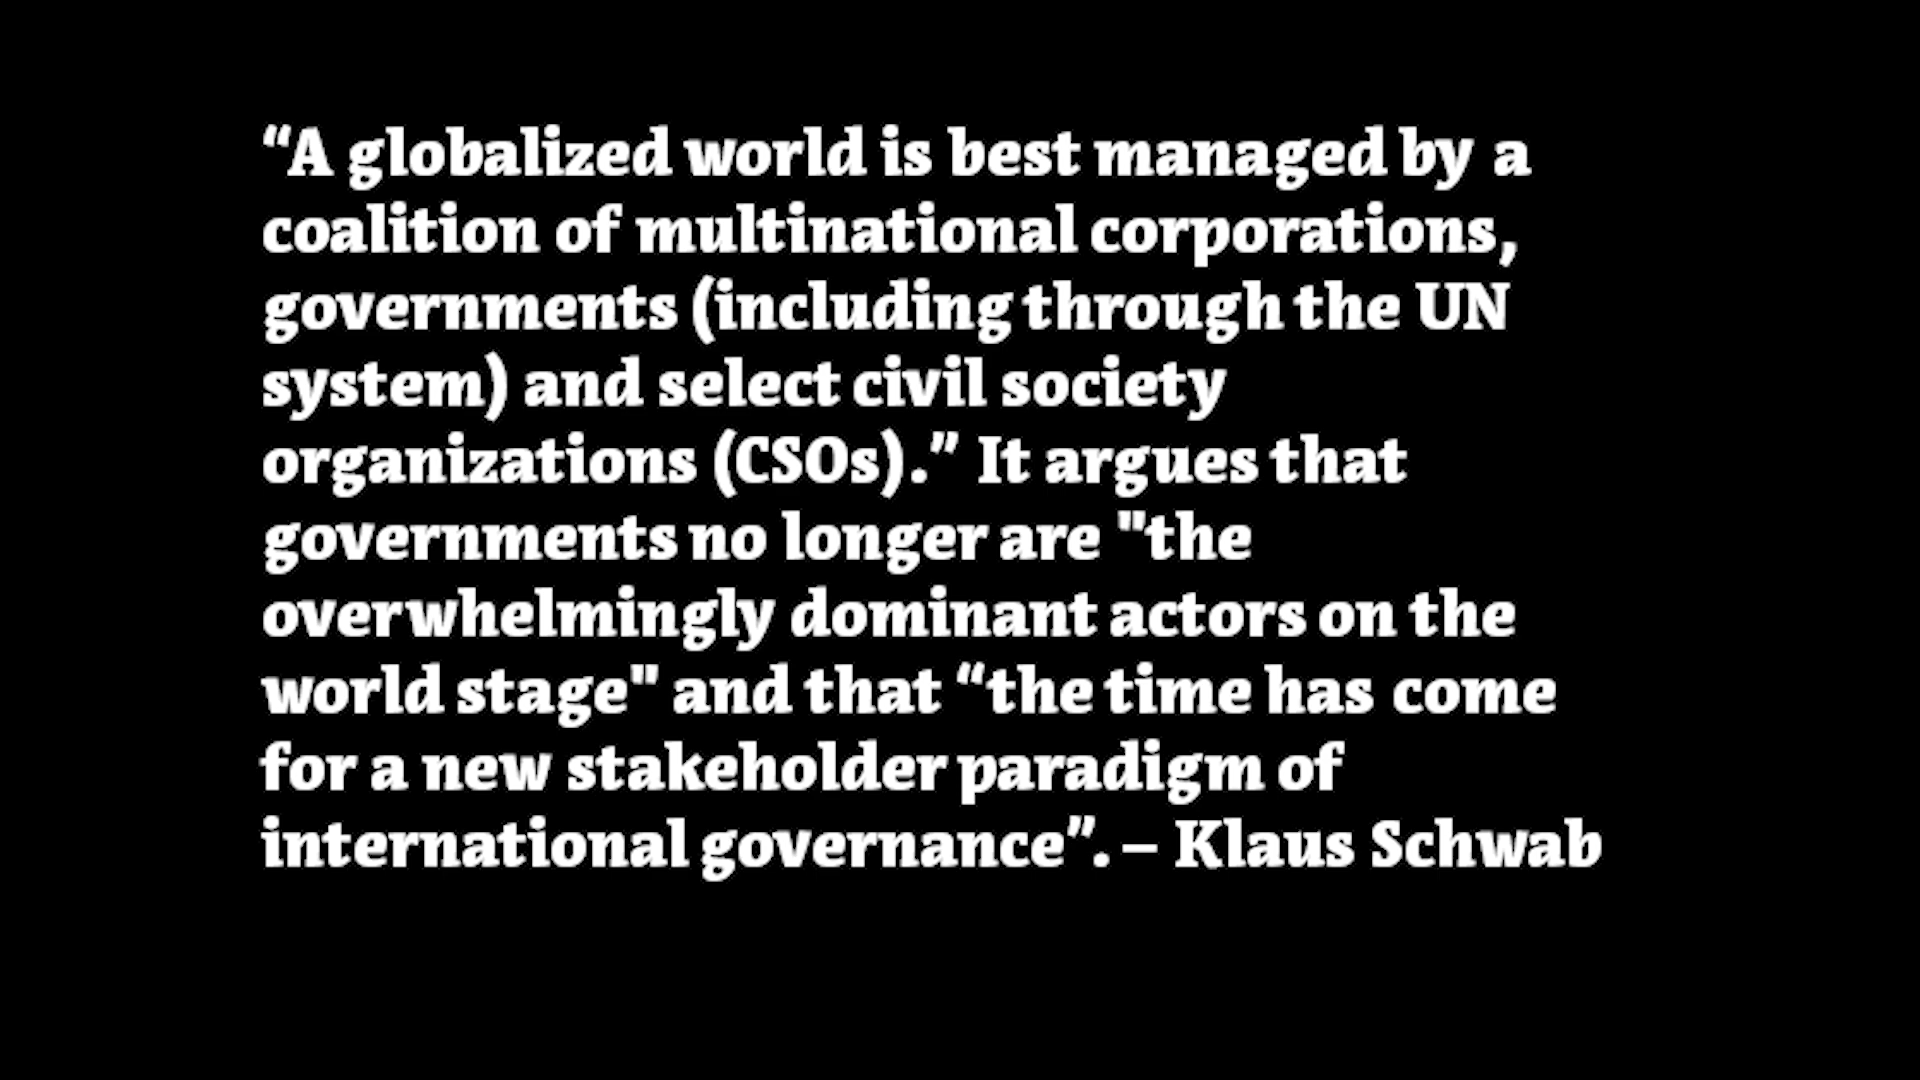 “A globalized world is best managed by a
coalition of multinational corporations,
governments (including through the UN
system) and select civil society
organizations (CSOs).” It argues that
governments no longer are "the
overwhelmingly dominant actors on the
world stage" and that “the time has come
for a new stakeholder paradigm of
international governance”. – Klaus Schwab